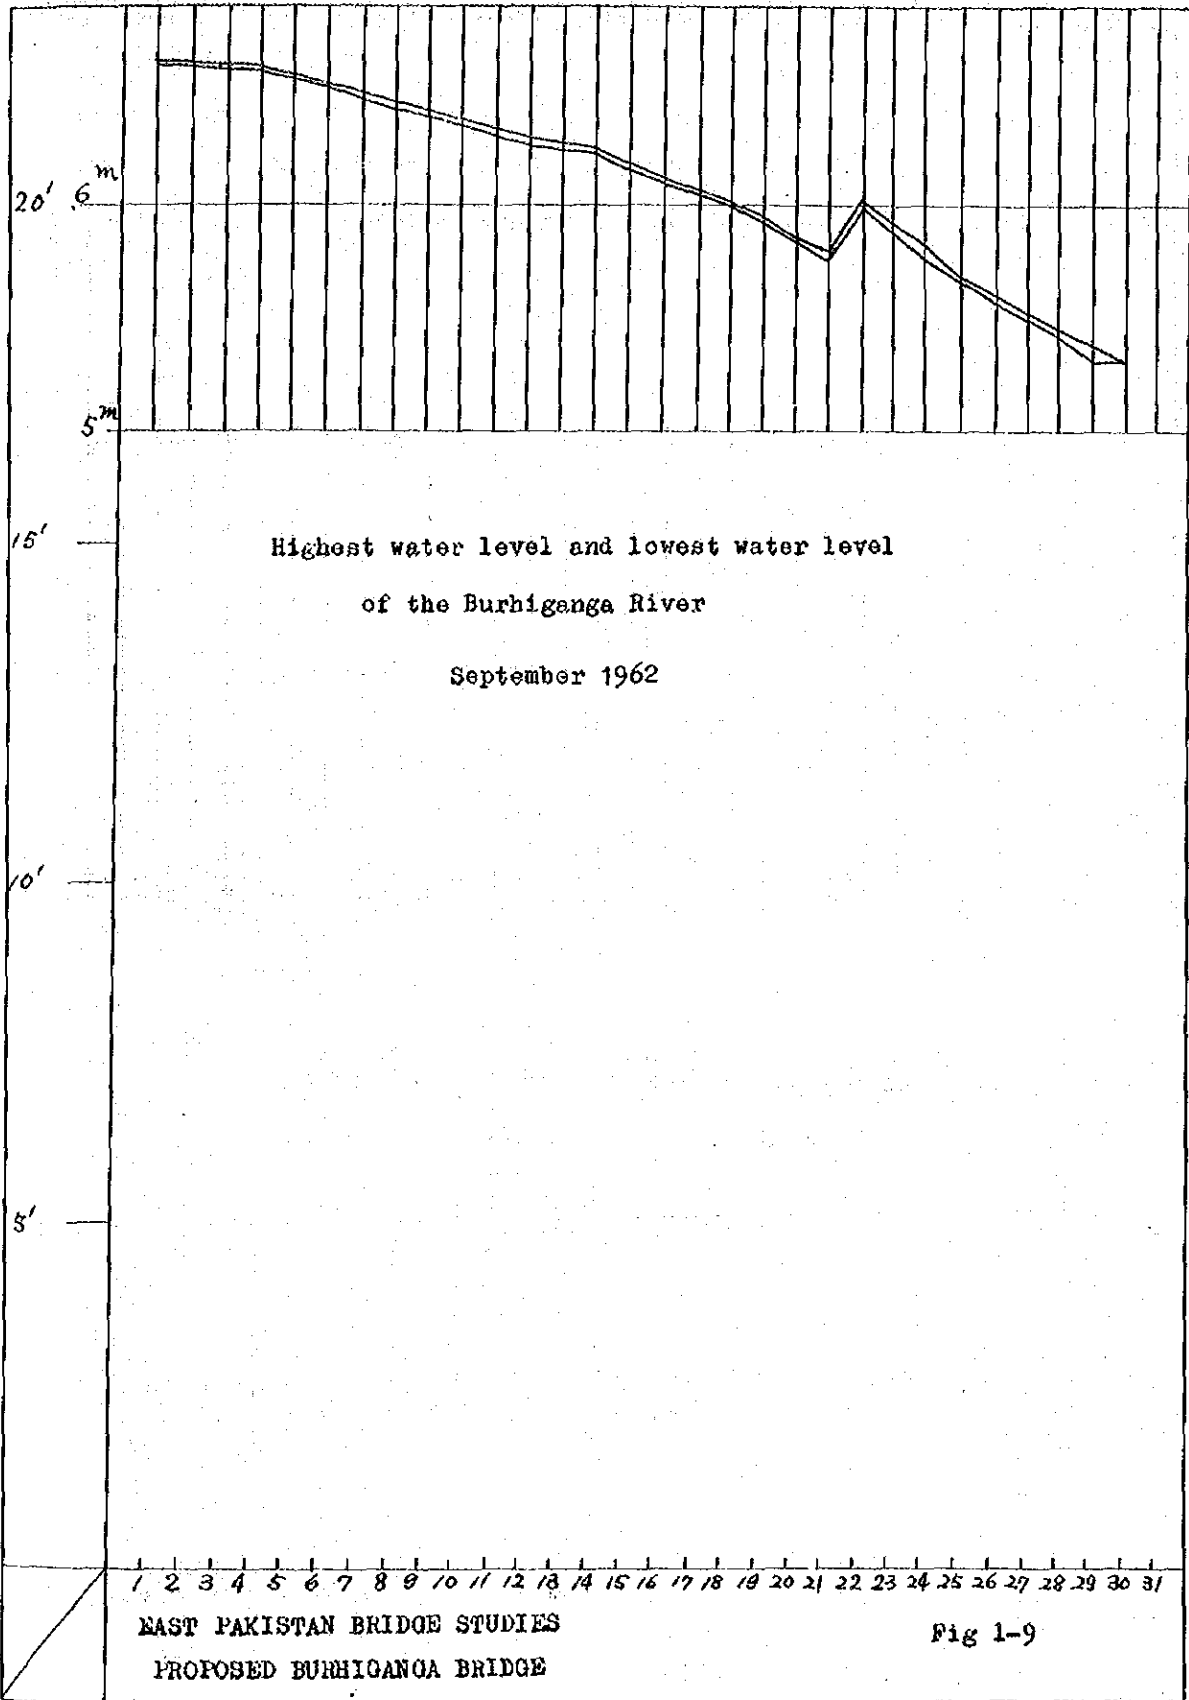 20' 6 m
5 m
15'
Highest water level and lowest water level
of the Burhiganga River
September 1962
10'
5'
1 2 3 4 5 6 7 8 9 10 11 12 13 14 15 16 17 18 19 20 21 22 23 24 25 26 27 28 29 30 31
EAST PAKISTAN BRIDGE STUDIES
Fig 1-9
PROPOSED BURHIGANGA BRIDGE